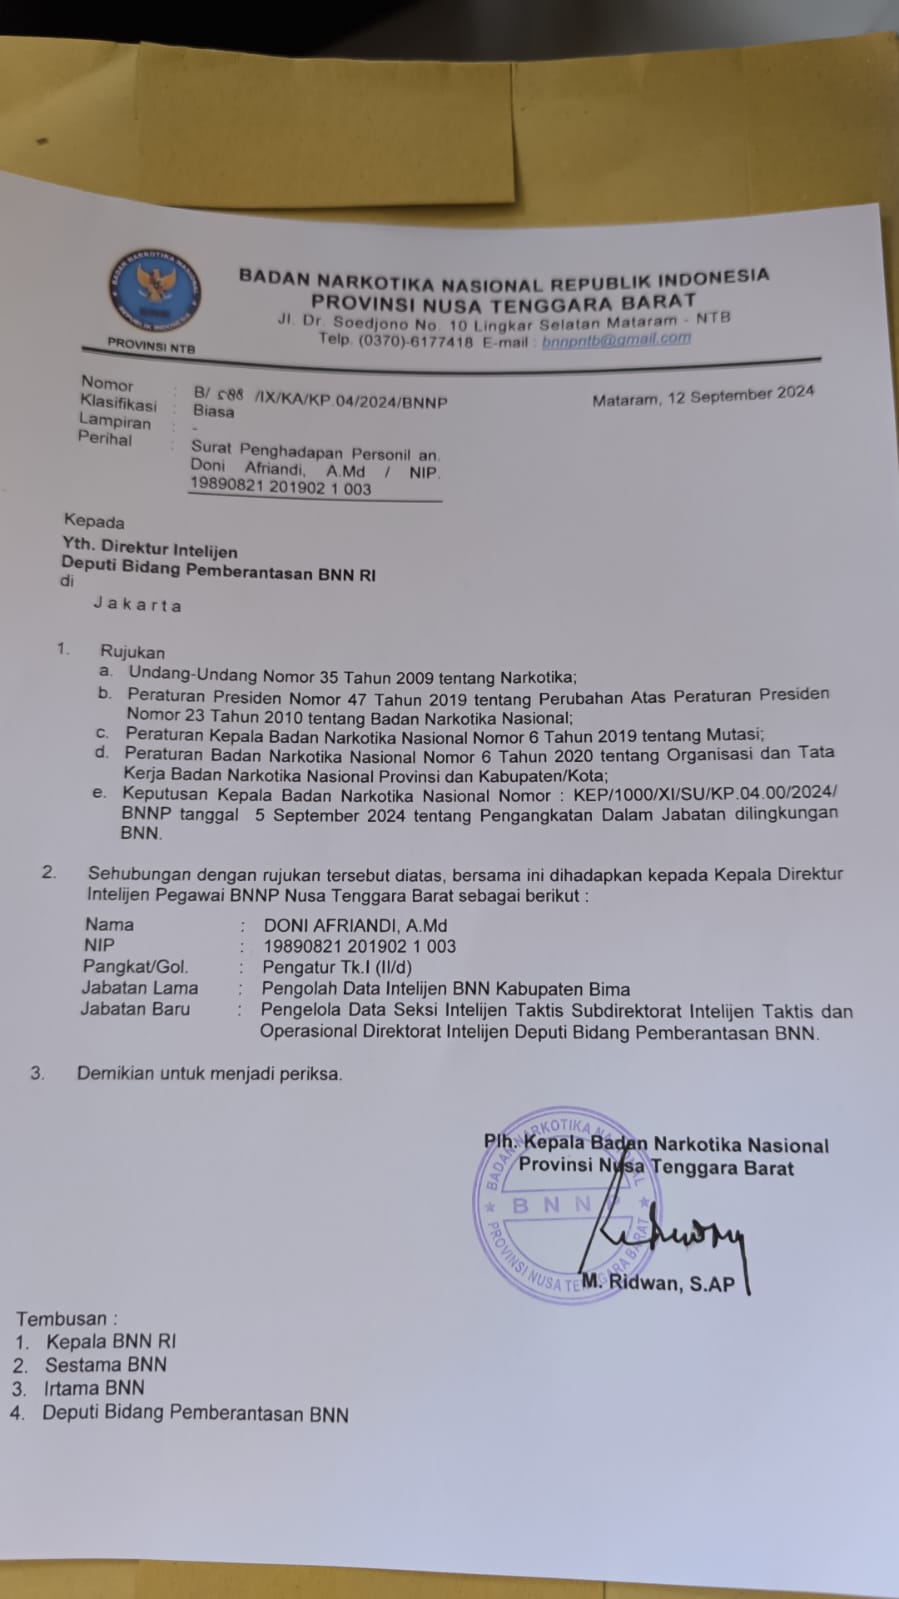 BADAN NARKOTIKA NASIONAL REPUBLIK INDONESIA
PROVINSI NUSA TENGGARA BARAT
Jl. Dr. Soedjono No. 10 Lingkar Selatan Mataram - NTB
Telp. (0370)-6177418 E-mail : bnnpntb@gmail.com
BADAN NARKOTIKA NASIONAL
REPUBLIK INDONESIA
PROVINSI NTB
Nomor : B/ /IX/KA/KP.04/2024/BNNP
Mataram, 12 September 2024
Klasifikasi : Biasa
Lampiran : -
Perihal : Surat Penghadapan Personil an.
Doni Afriandi, A.Md / NIP.
19890821 201902 1 003
Kepada
Yth. Direktur Intelijen
Deputi Bidang Pemberantasan BNN RI
di
J a k a r t a
1. Rujukan
a. Undang-Undang Nomor 35 Tahun 2009 tentang Narkotika;
b. Peraturan Presiden Nomor 47 Tahun 2019 tentang Perubahan Atas Peraturan Presiden
Nomor 23 Tahun 2010 tentang Badan Narkotika Nasional;
c. Peraturan Kepala Badan Narkotika Nasional Nomor 6 Tahun 2019 tentang Mutasi;
d. Peraturan Badan Narkotika Nasional Nomor 6 Tahun 2020 tentang Organisasi dan Tata
Kerja Badan Narkotika Nasional Provinsi dan Kabupaten/Kota;
e. Keputusan Kepala Badan Narkotika Nasional Nomor : KEP/1000/XI/SU/KP.04.00/2024/
BNNP tanggal 5 September 2024 tentang Pengangkatan Dalam Jabatan dilingkungan
BNN.
2. Sehubungan dengan rujukan tersebut diatas, bersama ini dihadapkan kepada Kepala Direktur
Intelijen Pegawai BNNP Nusa Tenggara Barat sebagai berikut :
Nama : DONI AFRIANDI, A.Md
NIP : 19890821 201902 1 003
Pangkat/Gol. : Pengatur Tk.I (II/d)
Jabatan Lama : Pengolah Data Intelijen BNN Kabupaten Bima
Jabatan Baru : Pengelola Data Seksi Intelijen Taktis Subdirektorat Intelijen Taktis dan
Operasional Direktorat Intelijen Deputi Bidang Pemberantasan BNN.
3. Demikian untuk menjadi periksa.
Plh. Kepala Badan Narkotika Nasional
Provinsi Nusa Tenggara Barat
BADAN NARKOTIKA NASIONAL
B N N P
PROVINSI NUSA TENGGARA BARAT
M. Ridwan, S.AP
Tembusan :
1. Kepala BNN RI
2. Sestama BNN
3. Irtama BNN
4. Deputi Bidang Pemberantasan BNN